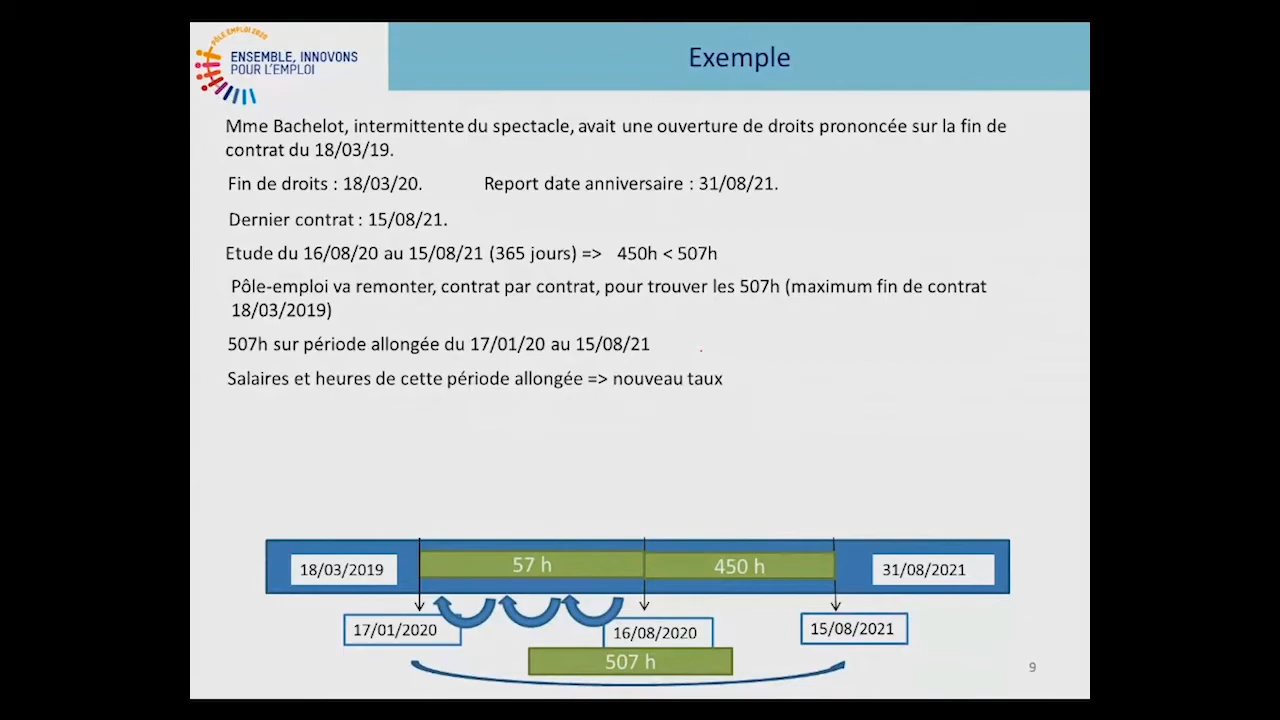 PÔLE EMPLOI 2020
ENSEMBLE, INNOVONS
POUR L'EMPLOI
Exemple
Mme Bachelot, intermittente du spectacle, avait une ouverture de droits prononcée sur la fin de
contrat du 18/03/19.
Fin de droits : 18/03/20. Report date anniversaire : 31/08/21.
Dernier contrat : 15/08/21.
Etude du 16/08/20 au 15/08/21 (365 jours) => 450h < 507h
Pôle-emploi va remonter, contrat par contrat, pour trouver les 507h (maximum fin de contrat
18/03/2019)
507h sur période allongée du 17/01/20 au 15/08/21
Salaires et heures de cette période allongée => nouveau taux
18/03/2019 57 h 450 h 31/08/2021
17/01/2020 16/08/2020 15/08/2021
507 h
9